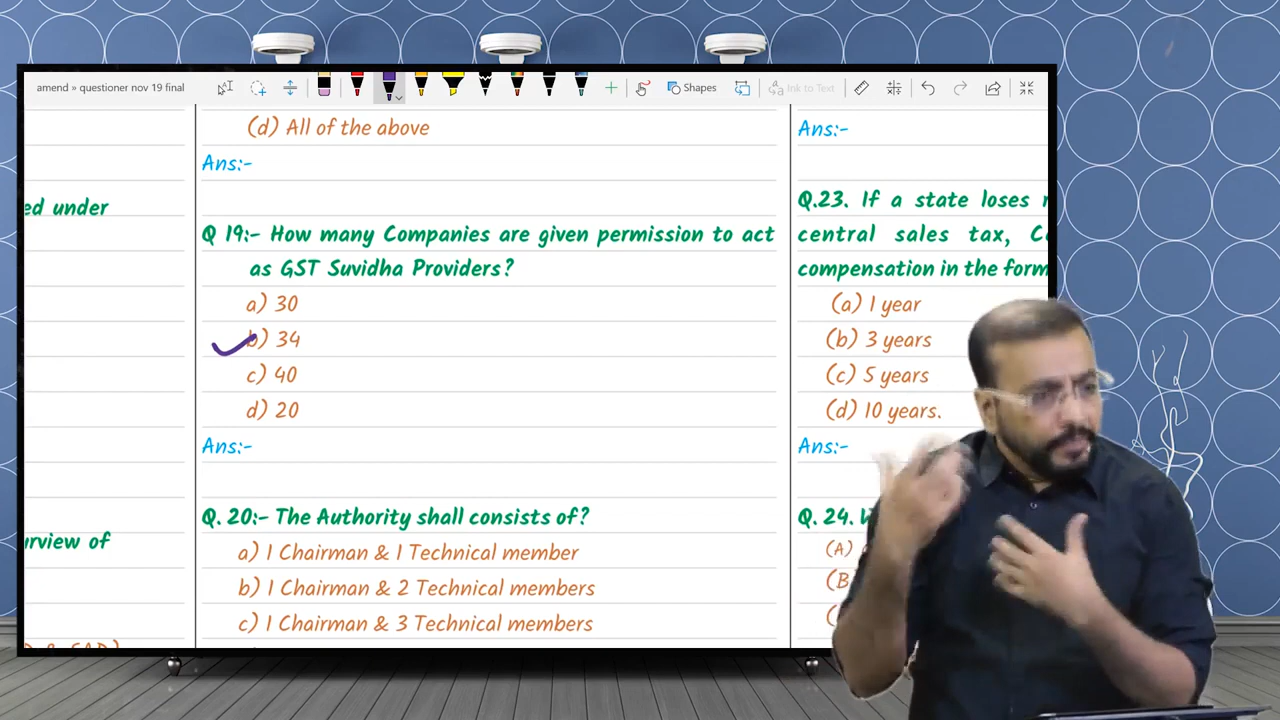 amend » questioner nov 19 final
Shapes
Ink to Text
ed under
rview of
(d) All of the above
Ans:-
Q 19:- How many Companies are given permission to act
as GST Suvidha Providers?
a) 30
b) 34
c) 40
d) 20
Ans:-
Q. 20:- The Authority shall consists of?
a) 1 Chairman & 1 Technical member
b) 1 Chairman & 2 Technical members
c) 1 Chairman & 3 Technical members
Ans:-
Q.23. If a state loses
central sales tax,
compensation in the form
(a) 1 year
(b) 3 years
(c) 5 years
(d) 10 years.
Ans:-
Q. 24.
(A)
(B